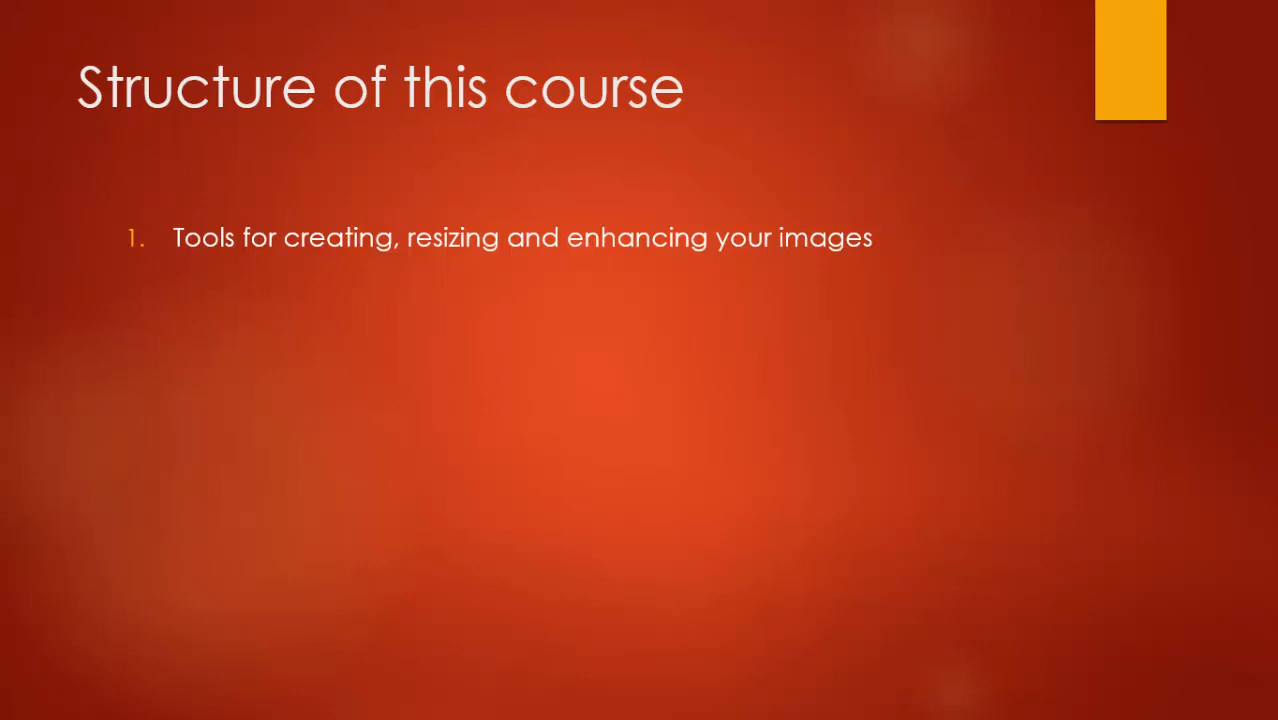 Structure of this course
1. Tools for creating, resizing and enhancing your images